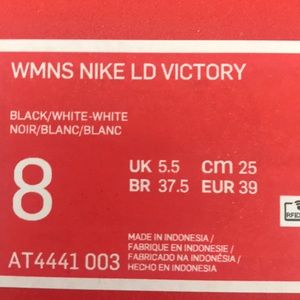 WMNS NIKE LD VICTORY
BLACK/WHITE-WHITE
NOIR/BLANC/BLANC
8
UK 5.5 cm 25
BR 37.5 EUR 39
MADE IN INDONESIA /
FABRIQUE EN INDONESIE /
FABRICADO NA INDONÉSIA /
HECHO EN INDONESIA
AT4441 003